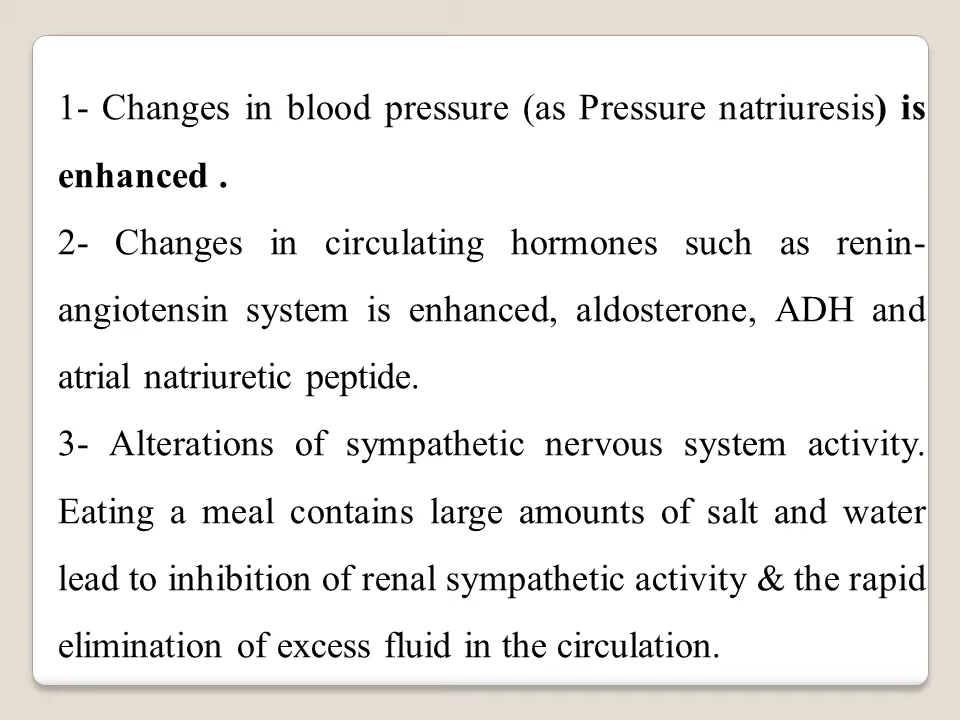 1- Changes in blood pressure (as Pressure natriuresis) is
enhanced .
2- Changes in circulating hormones such as renin-
angiotensin system is enhanced, aldosterone, ADH and
atrial natriuretic peptide.
3- Alterations of sympathetic nervous system activity.
Eating a meal contains large amounts of salt and water
lead to inhibition of renal sympathetic activity & the rapid
elimination of excess fluid in the circulation.